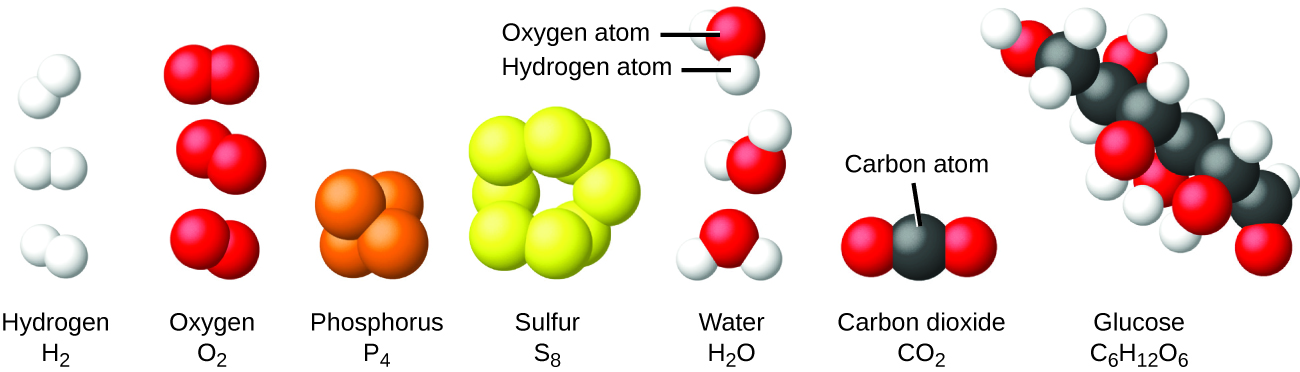 Oxygen atom
Hydrogen atom
Carbon atom
Hydrogen
H2
Oxygen
O2
Phosphorus
P4
Sulfur
S8
Water
H2O
Carbon dioxide
CO2
Glucose
C6H12O6